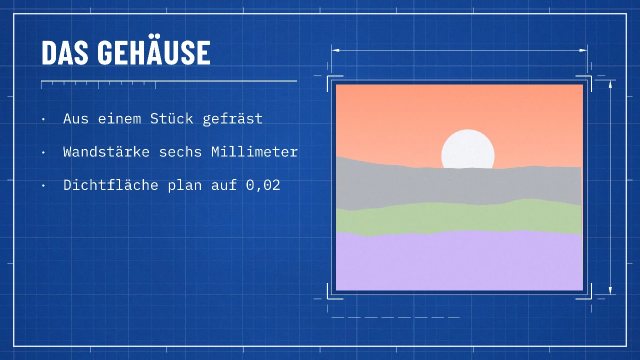 DAS GEHÄUSE
· Aus einem Stück gefräst
· Wandstärke sechs Millimeter
· Dichtfläche plan auf 0,02